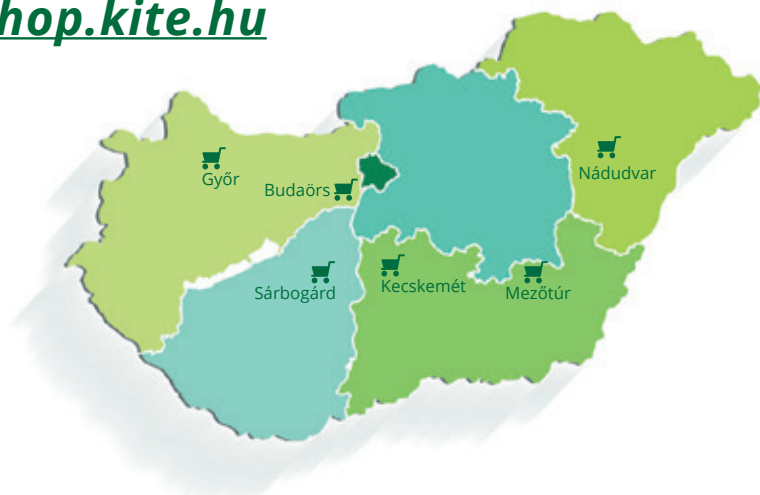 hop.kite.hu
Győr
Budaörs
Nádudvar
Sárbogárd
Kecskemét
Mezőtúr